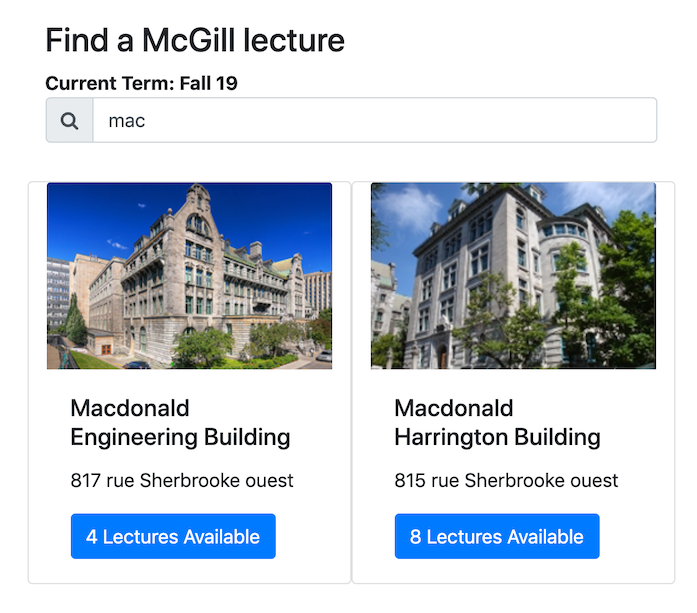 Find a McGill lecture
Current Term: Fall 19
mac
Macdonald
Engineering Building
817 rue Sherbrooke ouest
4 Lectures Available
Macdonald
Harrington Building
815 rue Sherbrooke ouest
8 Lectures Available